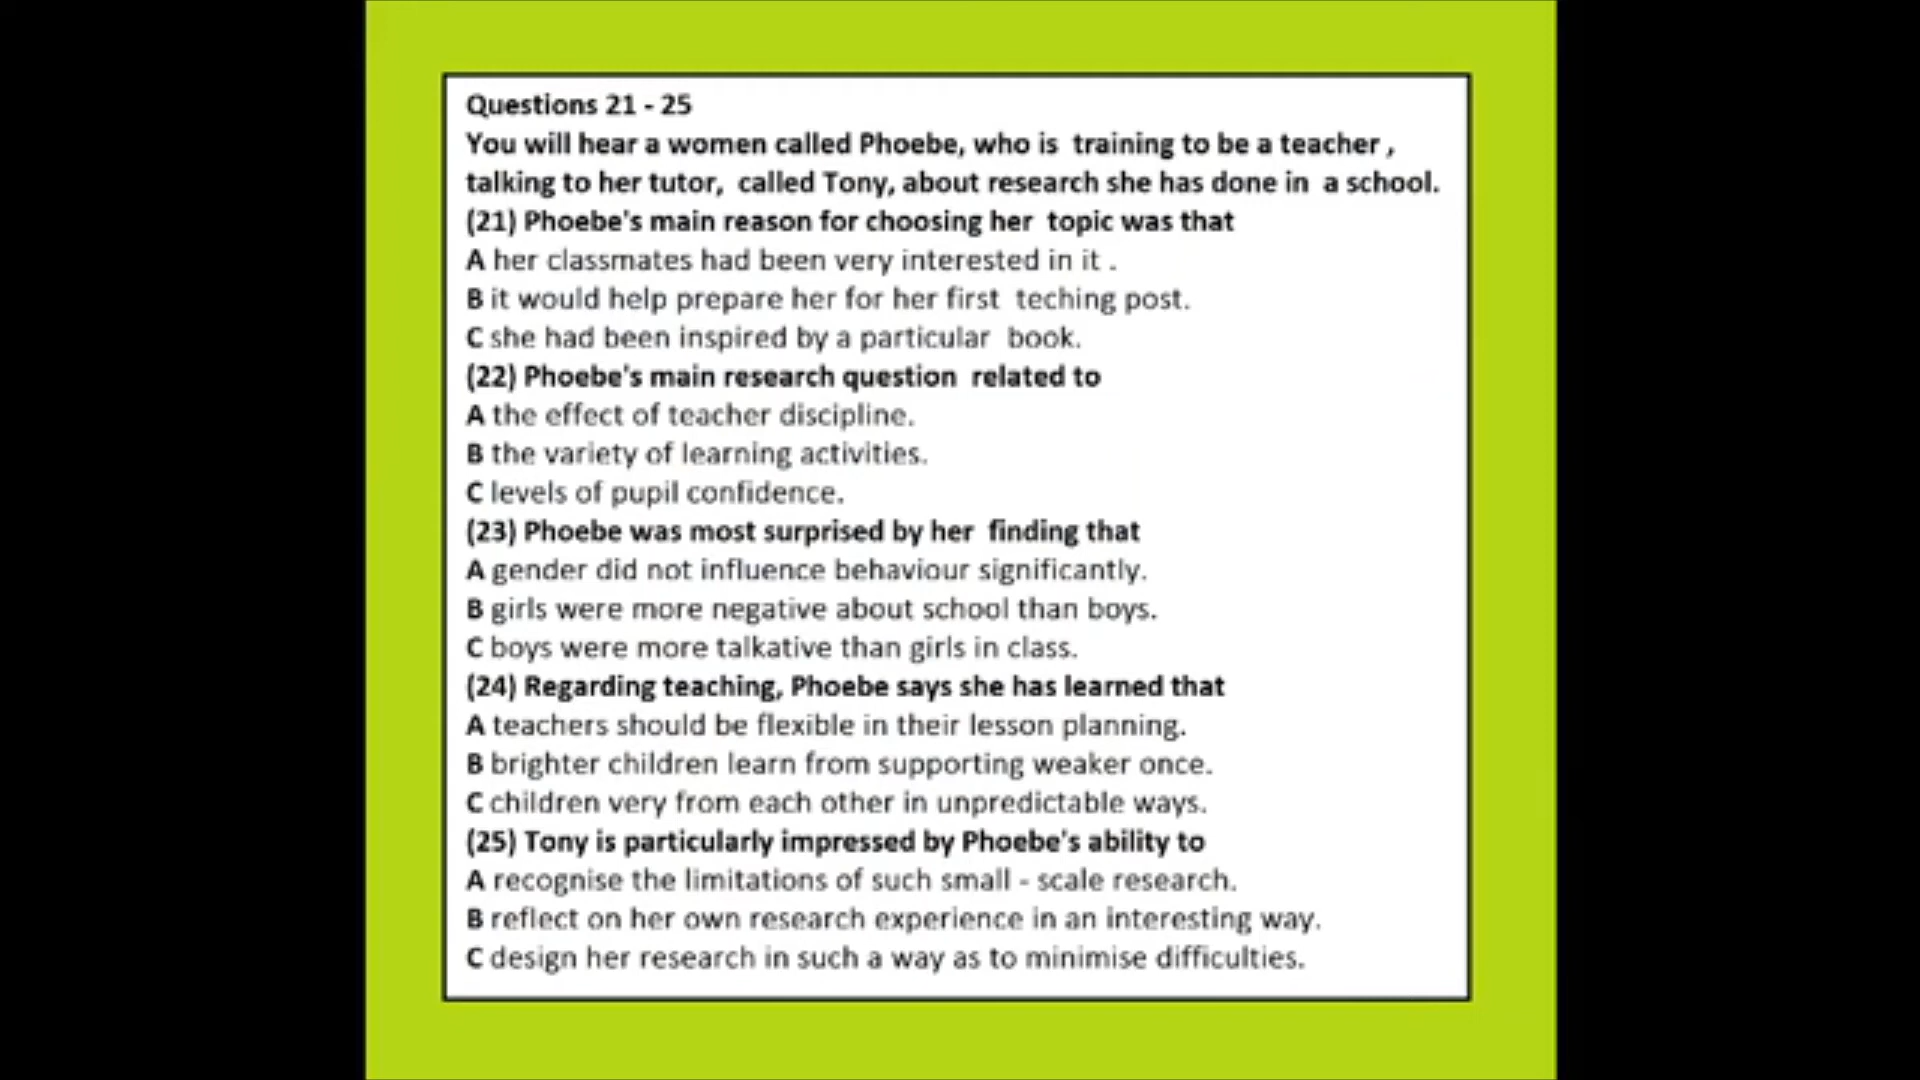 Questions 21 - 25
You will hear a women called Phoebe, who is training to be a teacher ,
talking to her tutor, called Tony, about research she has done in a school.
(21) Phoebe's main reason for choosing her topic was that
A her classmates had been very interested in it .
B it would help prepare her for her first teching post.
C she had been inspired by a particular book.
(22) Phoebe's main research question related to
A the effect of teacher discipline.
B the variety of learning activities.
C levels of pupil confidence.
(23) Phoebe was most surprised by her finding that
A gender did not influence behaviour significantly.
B girls were more negative about school than boys.
C boys were more talkative than girls in class.
(24) Regarding teaching, Phoebe says she has learned that
A teachers should be flexible in their lesson planning.
B brighter children learn from supporting weaker once.
C children very from each other in unpredictable ways.
(25) Tony is particularly impressed by Phoebe's ability to
A recognise the limitations of such small - scale research.
B reflect on her own research experience in an interesting way.
C design her research in such a way as to minimise difficulties.